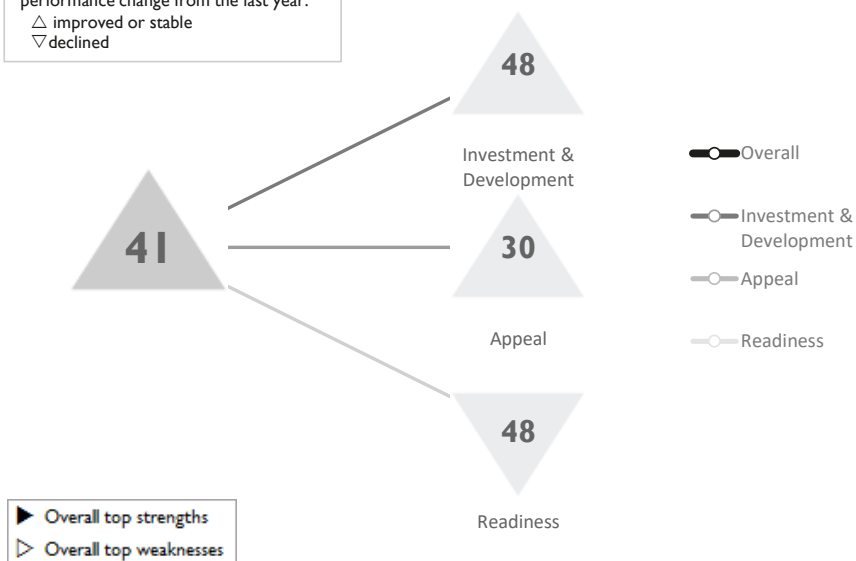 performance change from the last year:
△ improved or stable
▽ declined
48
Investment &
Development
41
30
Appeal
48
Readiness
Overall
Investment &
Development
Appeal
Readiness
▶ Overall top strengths
▷ Overall top weaknesses